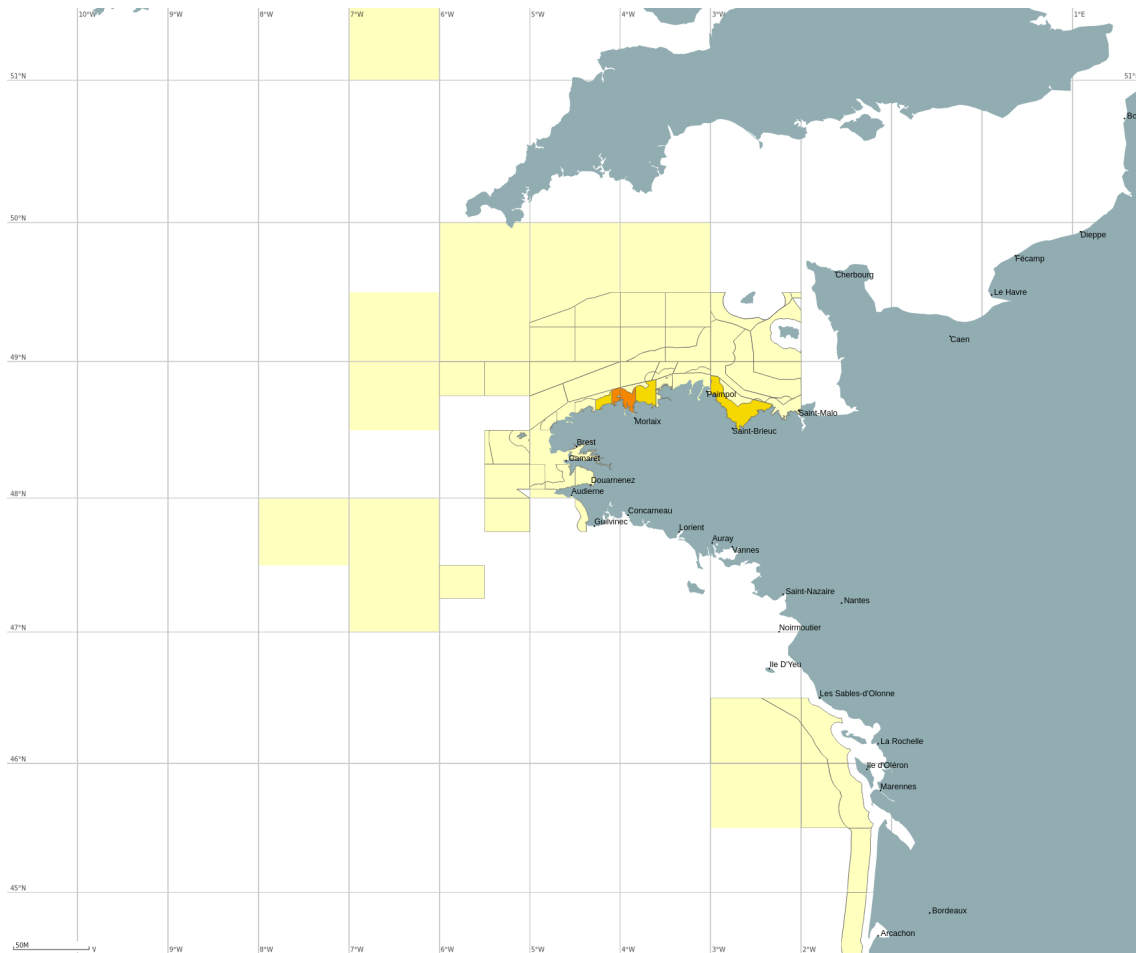 10°W 9°W 8°W 7°W 6°W 5°W 4°W 3°W 1°E
51°N 51°
Bo
50°N
Dieppe
Fécamp
Cherbourg
Le Havre
Caen
49°N
Paimpol
Saint-Malo
Morlaix
Saint-Brieuc
Brest
Camaret
Douarnenez
48°N
Audierne
Concarneau
Guilvinec
Lorient
Auray
Vannes
Saint-Nazaire
Nantes
47°N
Noirmoutier
Ile D'Yeu
Les Sables-d'Olonne
La Rochelle
46°N
Ile d'Oléron
Marennes
45°N
Bordeaux
Arcachon
50M W 9°W 8°W 7°W 6°W 5°W 4°W 3°W 2°W